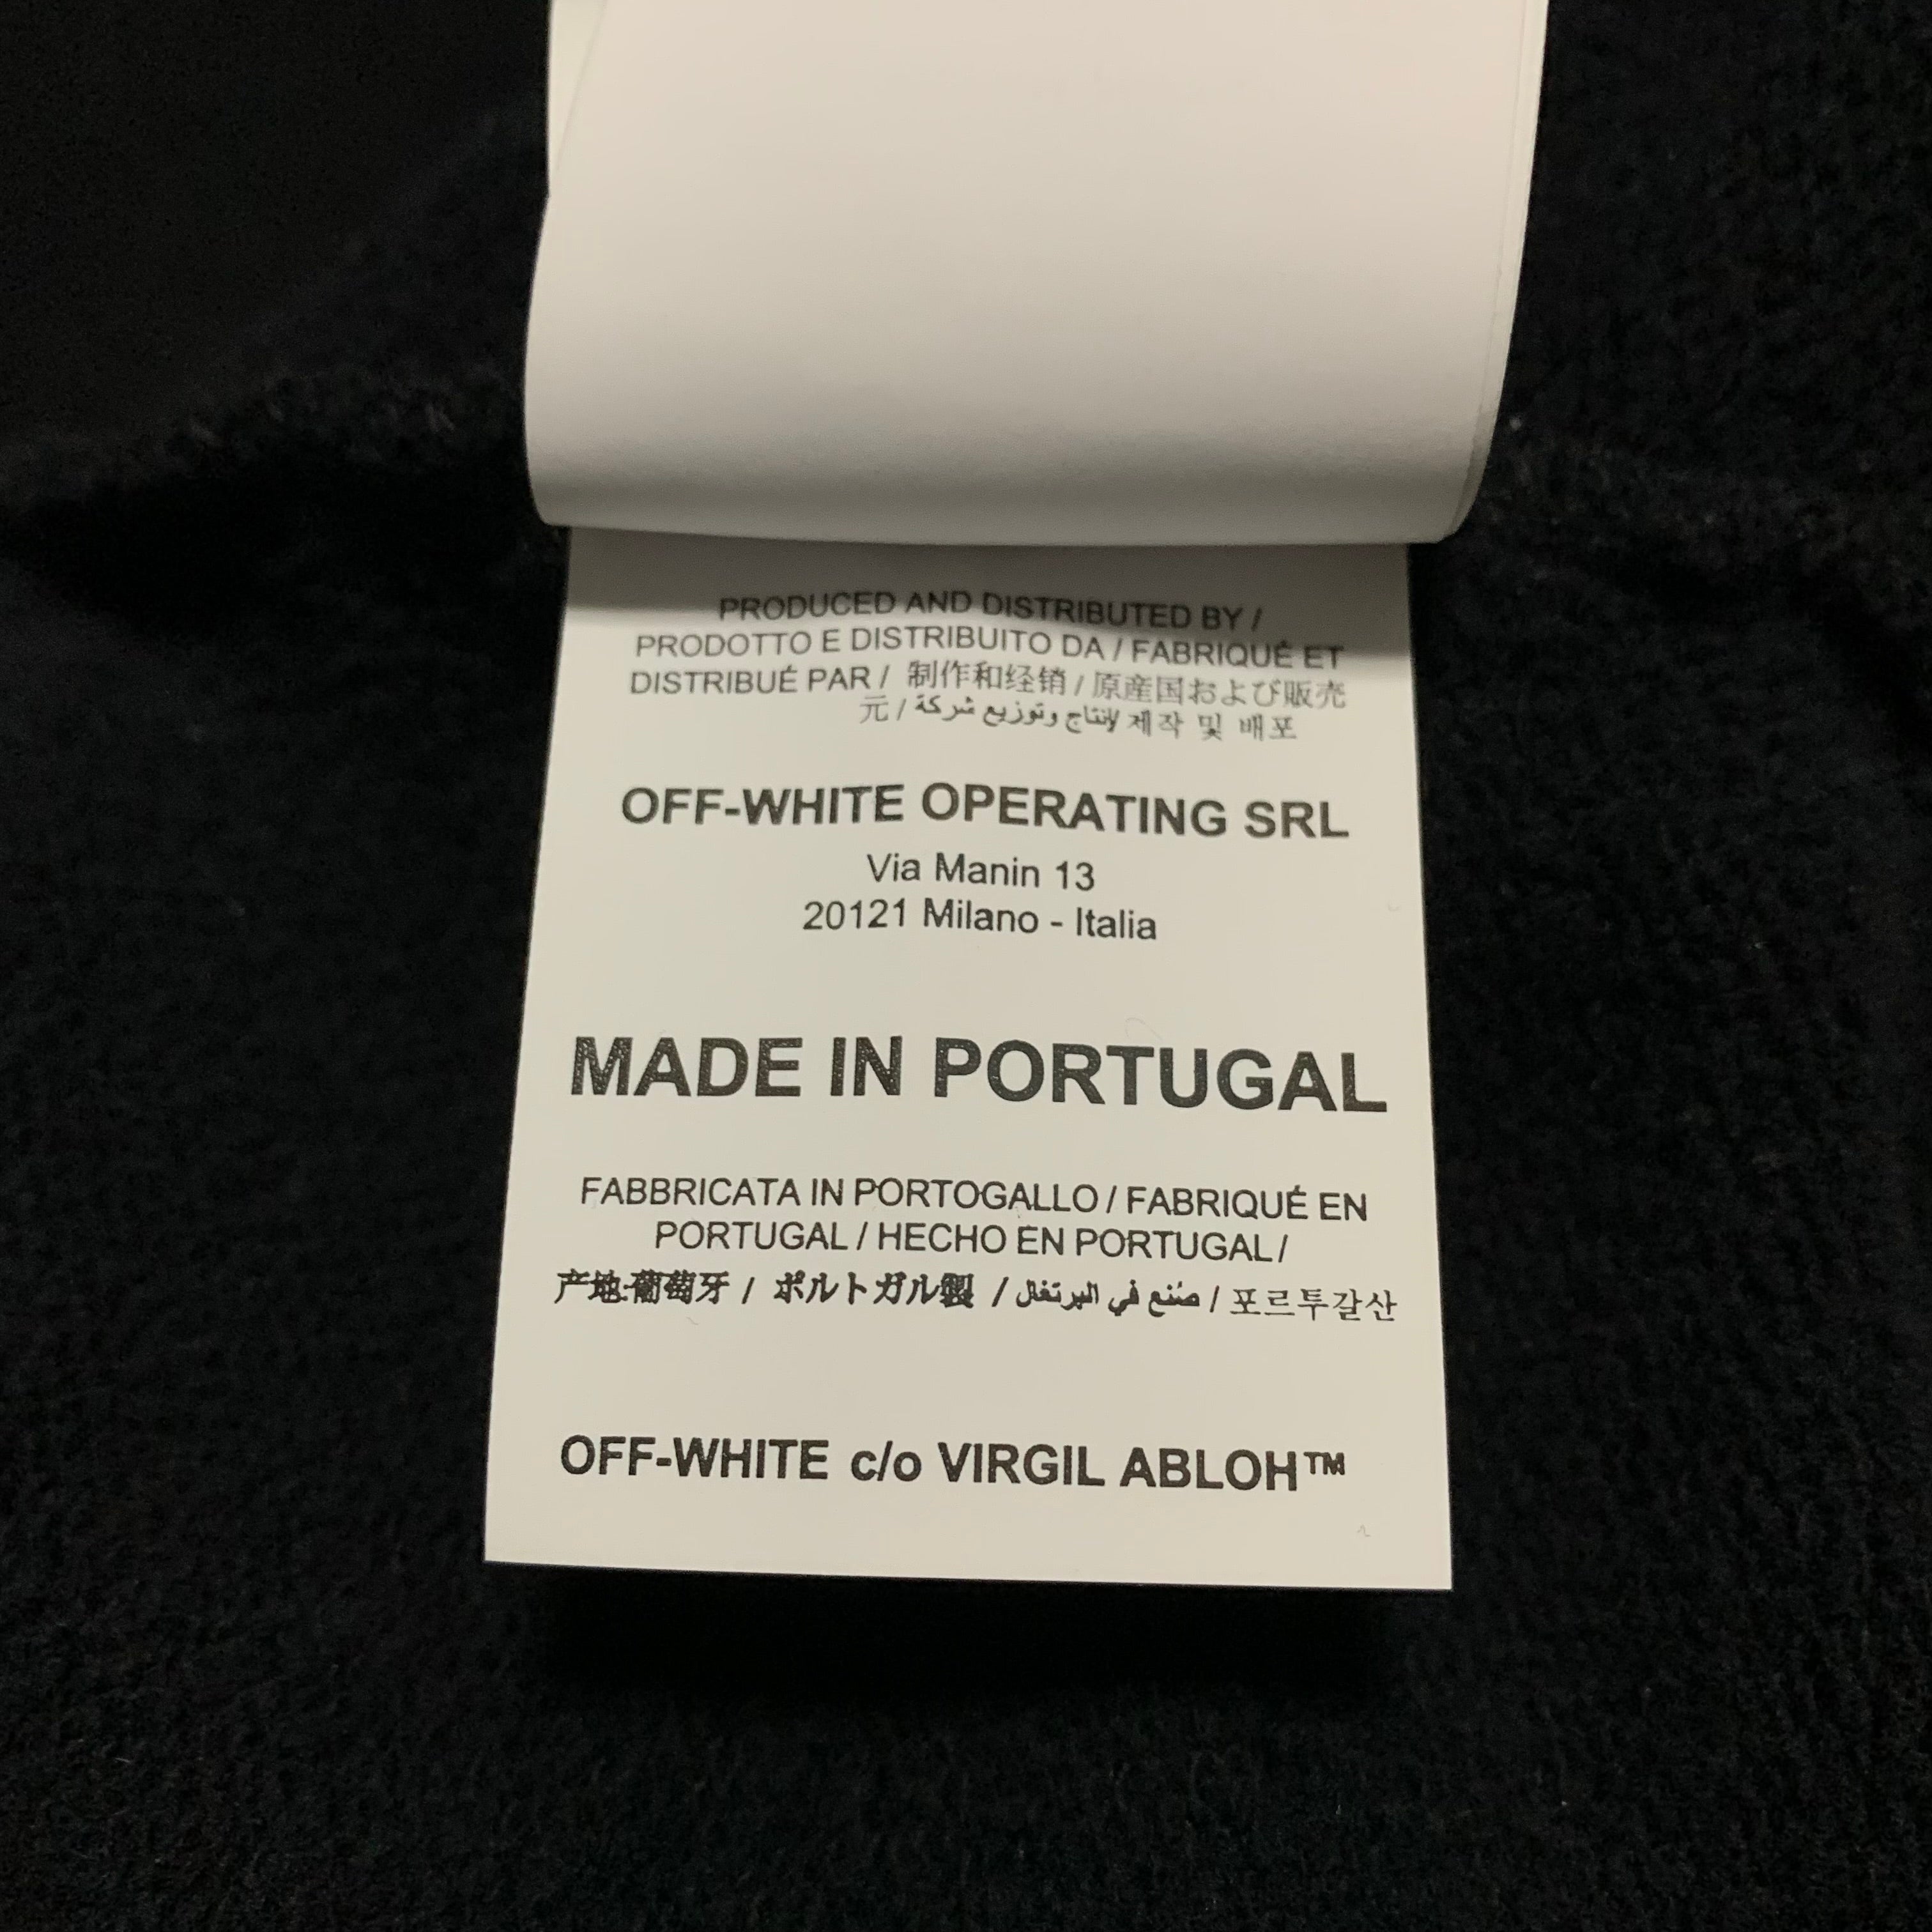 PRODUCED AND DISTRIBUTED BY /
PRODOTTO E DISTRIBUITO DA / FABRIQUÉ ET
DISTRIBUÉ PAR / 制作和经销 / 原産国および販売
元 / لإنتاج وتوزيع شركة 제작 및 배포
OFF-WHITE OPERATING SRL
Via Manin 13
20121 Milano - Italia
MADE IN PORTUGAL
FABBRICATA IN PORTOGALLO / FABRIQUÉ EN
PORTUGAL / HECHO EN PORTUGAL /
产地:葡萄牙 / ポルトガル製 / صُنع في البرتغال / 포르투갈산
OFF-WHITE c/o VIRGIL ABLOH™